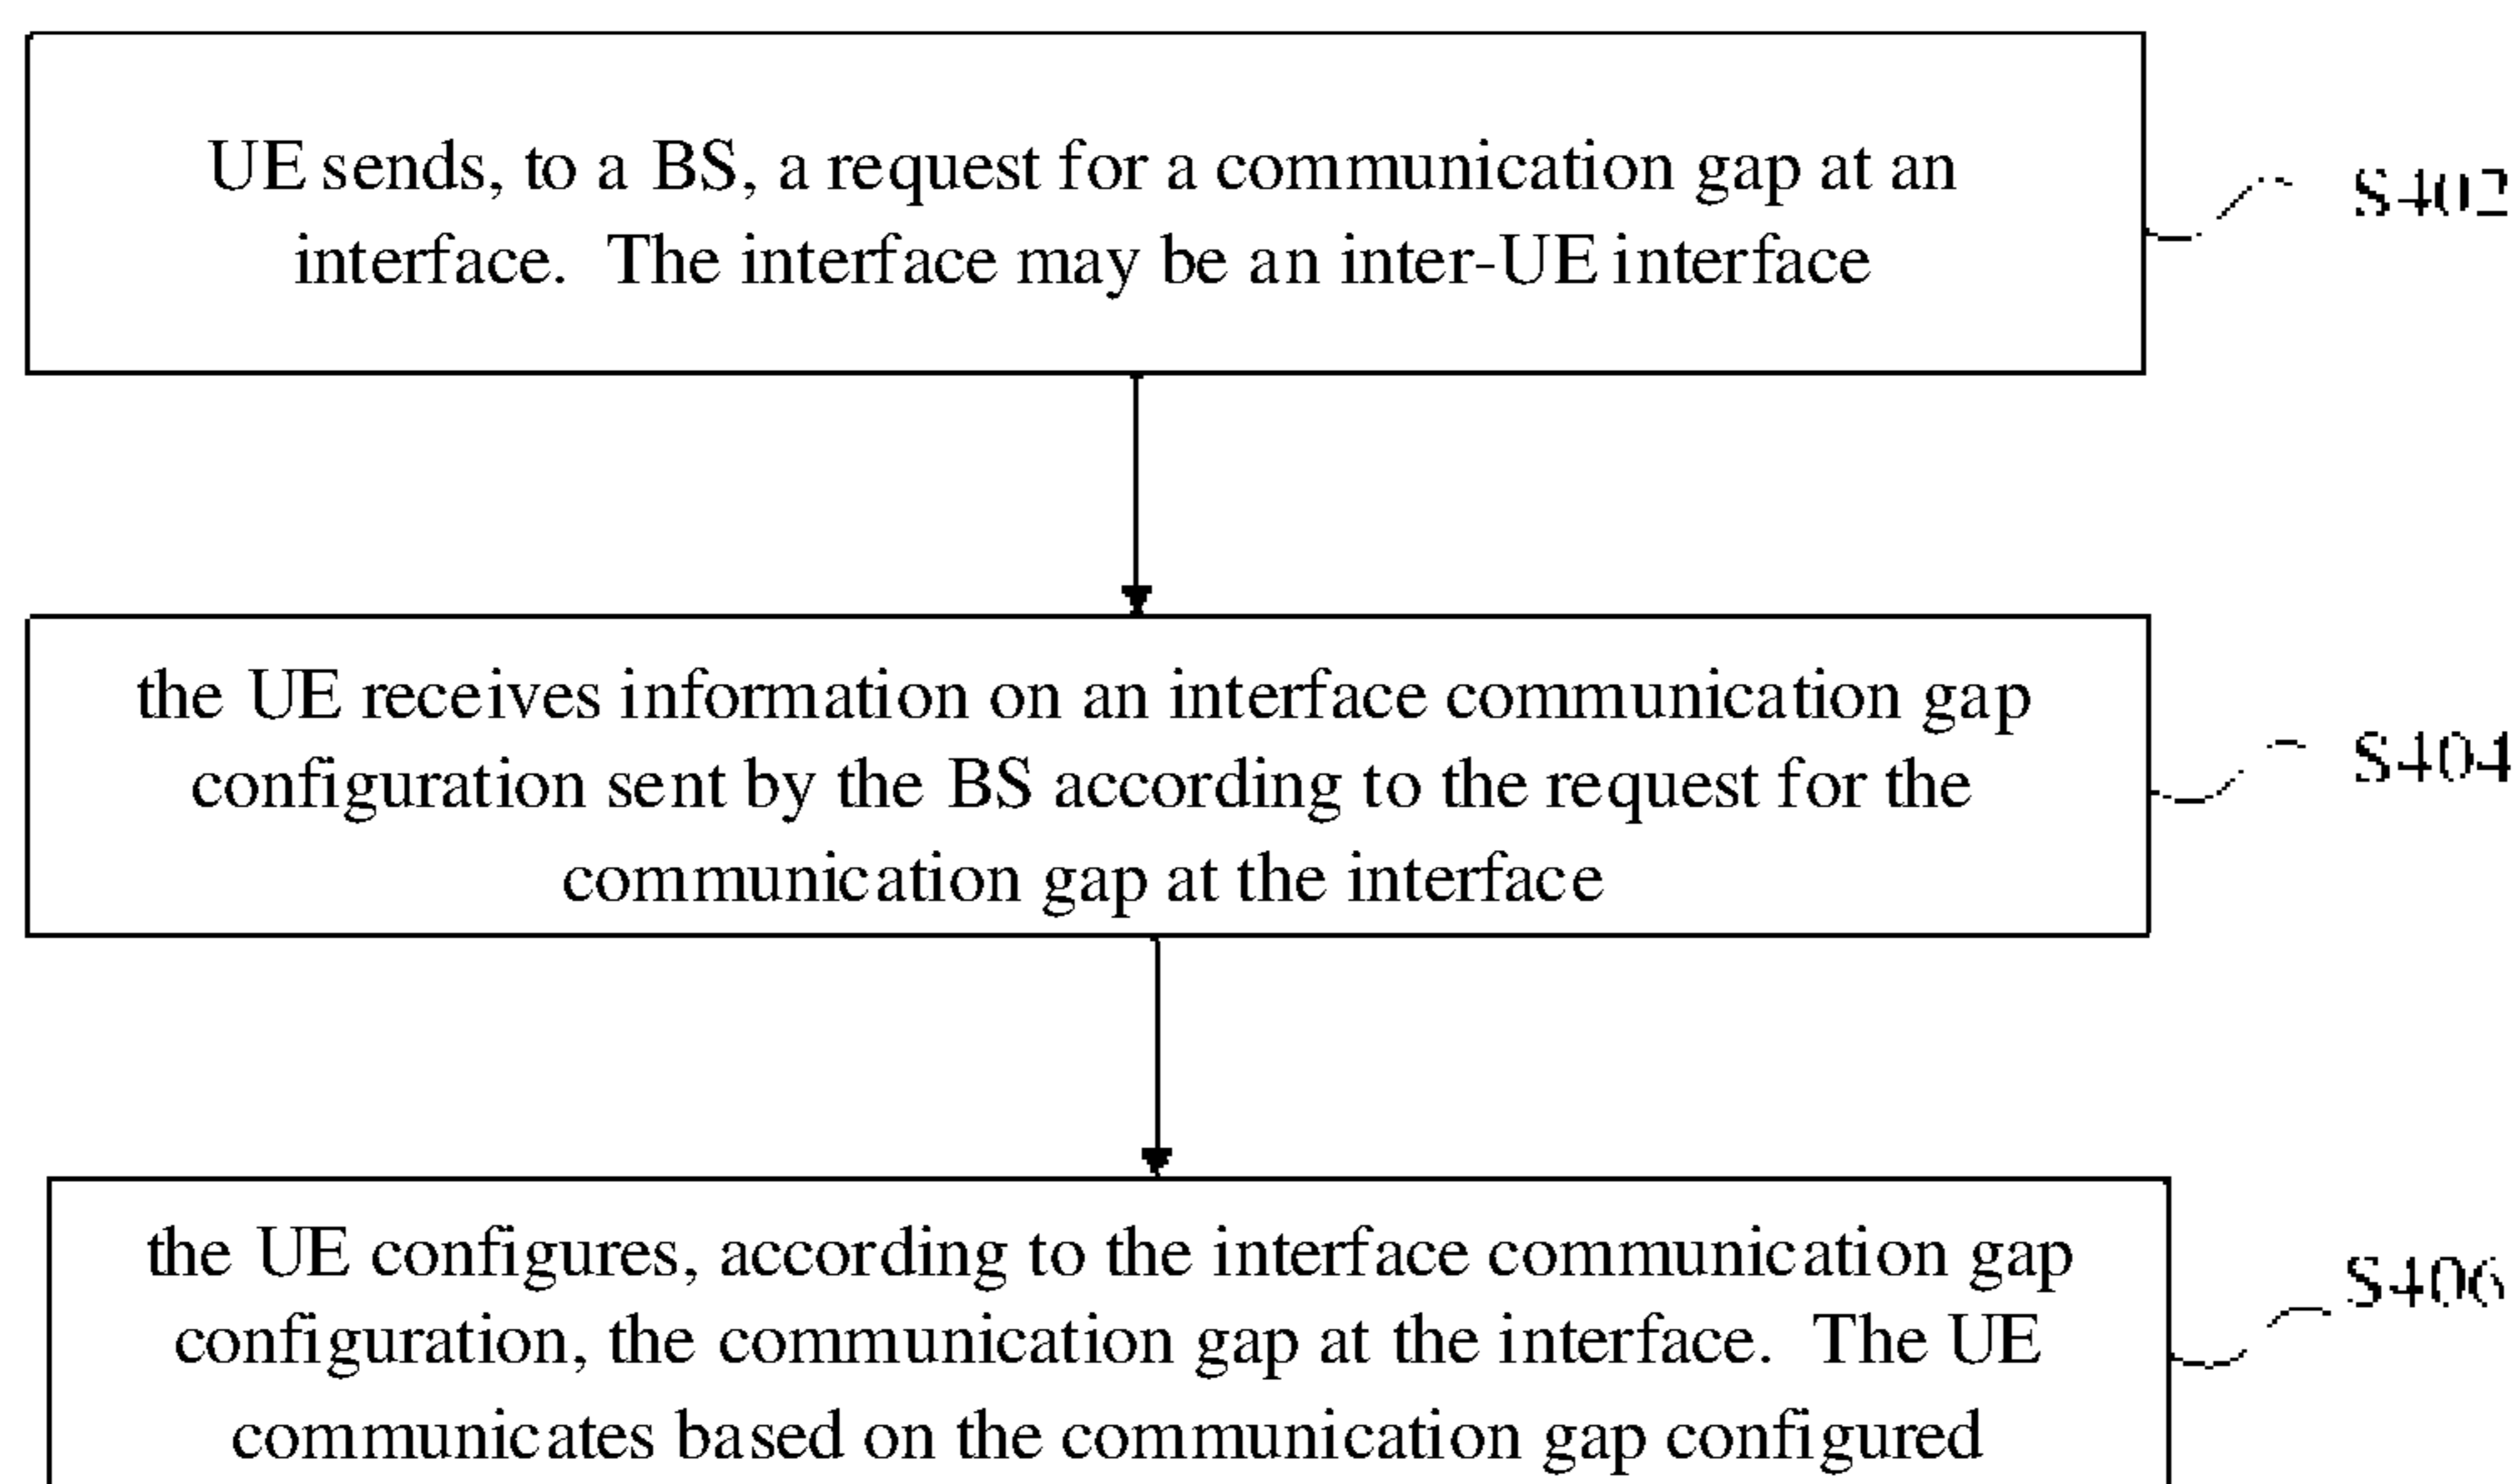 UE sends, to a BS, a request for a communication gap at an
interface. The interface may be an inter-UE interface
S402
the UE receives information on an interface communication gap
configuration sent by the BS according to the request for the
communication gap at the interface
S404
the UE configures, according to the interface communication gap
configuration, the communication gap at the interface. The UE
communicates based on the communication gap configured
S406